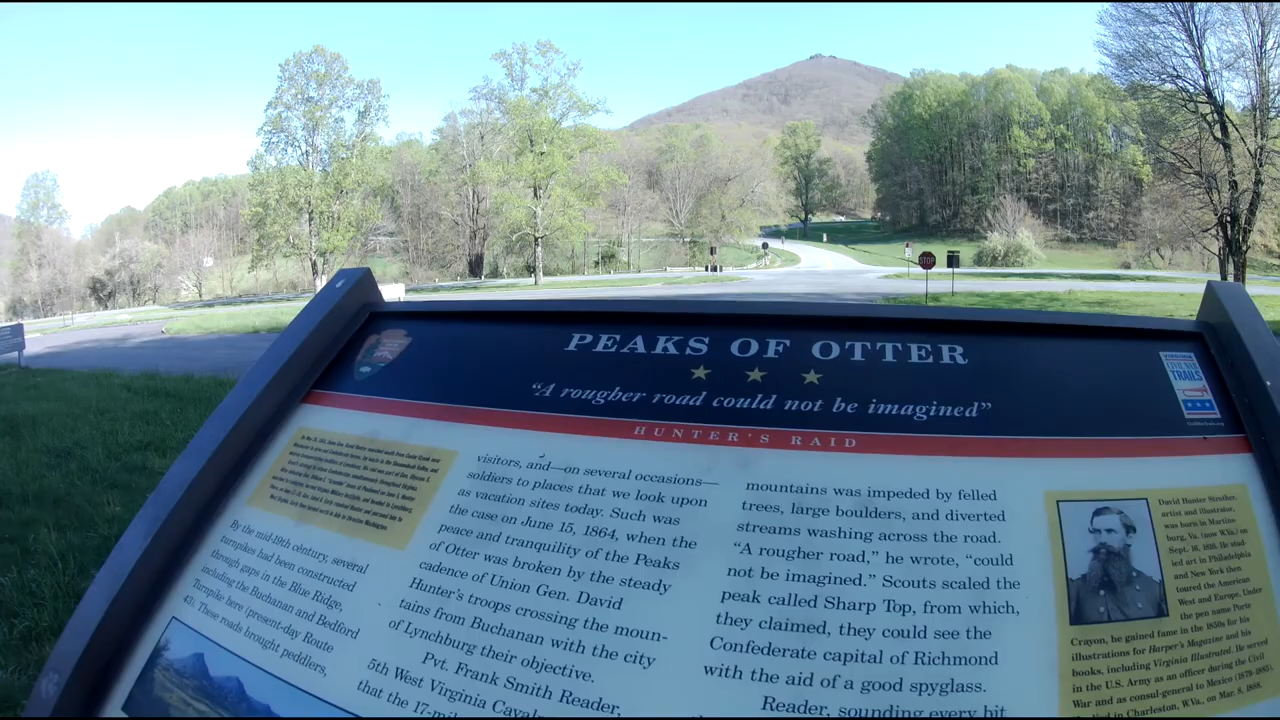 STOP
PEAKS OF OTTER
“A rougher road could not be imagined”
HUNTER'S RAID
VIRGINIA
CIVIL WAR
TRAILS
By the mid-19th century, several
turnpikes had been constructed
through gaps in the Blue Ridge,
including the Buchanan and Bedford
Turnpike here (present-day Route
43). These roads brought peddlers,
visitors, and—on several occasions—
soldiers to places that we look upon
as vacation sites today. Such was
the case on June 15, 1864, when the
peace and tranquility of the Peaks
of Otter was broken by the steady
cadence of Union Gen. David
Hunter's troops crossing the moun-
tains from Buchanan with the city
of Lynchburg their objective.
Pvt. Frank Smith Reader,
5th West Virginia
that the
mountains was impeded by felled
trees, large boulders, and diverted
streams washing across the road.
“A rougher road,” he wrote, “could
not be imagined.” Scouts scaled the
peak called Sharp Top, from which,
they claimed, they could see the
Confederate capital of Richmond
with the aid of a good spyglass.
Reader, sounding every bit
David Hunter Strother,
artist and illustrator,
was born in Martins-
burg, Va. (now W.Va.) on
Sept. 16, 1816. He stud-
ied art in Philadelphia
and New York then
toured the American
West and Europe. Under
the pen name Porte
Crayon, he gained fame in the 1850s for his
illustrations for Harper's Magazine and his
books, including Virginia Illustrated. He served
in the U.S. Army as an officer during the Civil
War and as consul-general to Mexico (1879-1885).
in Charleston, W.Va., on Mar. 8, 1888.